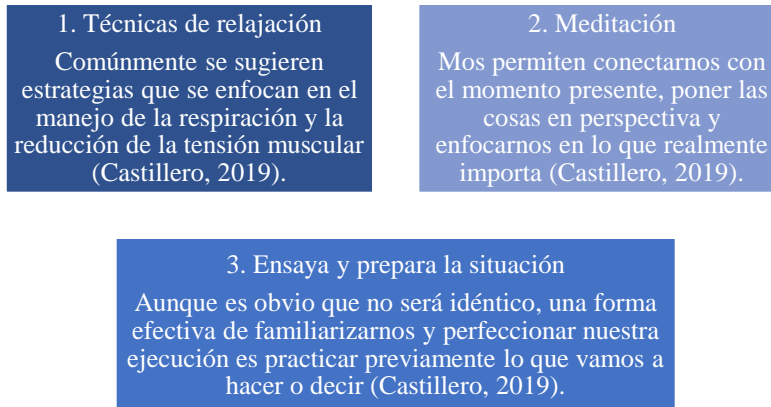 1. Técnicas de relajación
Comúnmente se sugieren
estrategias que se enfocan en el
manejo de la respiración y la
reducción de la tensión muscular
(Castillero, 2019).
2. Meditación
Mos permiten conectarnos con
el momento presente, poner las
cosas en perspectiva y
enfocarnos en lo que realmente
importa (Castillero, 2019).
3. Ensaya y prepara la situación
Aunque es obvio que no será idéntico, una forma
efectiva de familiarizarnos y perfeccionar nuestra
ejecución es practicar previamente lo que vamos a
hacer o decir (Castillero, 2019).